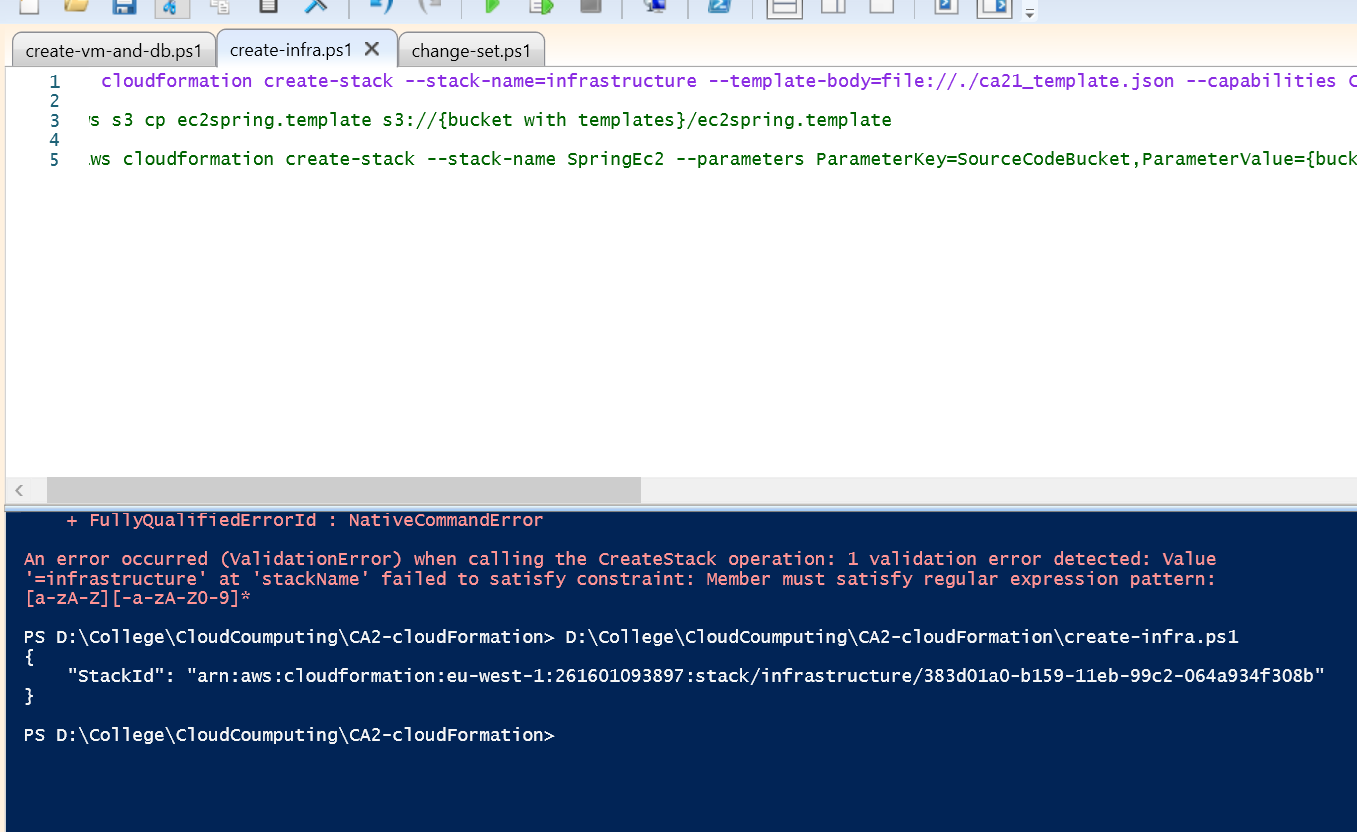 create-vm-and-db.ps1 create-infra.ps1 change-set.ps1
1 cloudformation create-stack --stack-name=infrastructure --template-body=file://./ca21_template.json --capabilities C
2
3 s s3 cp ec2spring.template s3://{bucket with templates}/ec2spring.template
4
5 ws cloudformation create-stack --stack-name SpringEc2 --parameters ParameterKey=SourceCodeBucket,ParameterValue={buck
+ FullyQualifiedErrorId : NativeCommandError
An error occurred (ValidationError) when calling the CreateStack operation: 1 validation error detected: Value
'=infrastructure' at 'stackName' failed to satisfy constraint: Member must satisfy regular expression pattern:
[a-zA-Z][-a-zA-Z0-9]*
PS D:\College\CloudCoumputing\CA2-cloudFormation> D:\College\CloudCoumputing\CA2-cloudFormation\create-infra.ps1
{
"StackId": "arn:aws:cloudformation:eu-west-1:261601093897:stack/infrastructure/383d01a0-b159-11eb-99c2-064a934f308b"
}
PS D:\College\CloudCoumputing\CA2-cloudFormation>